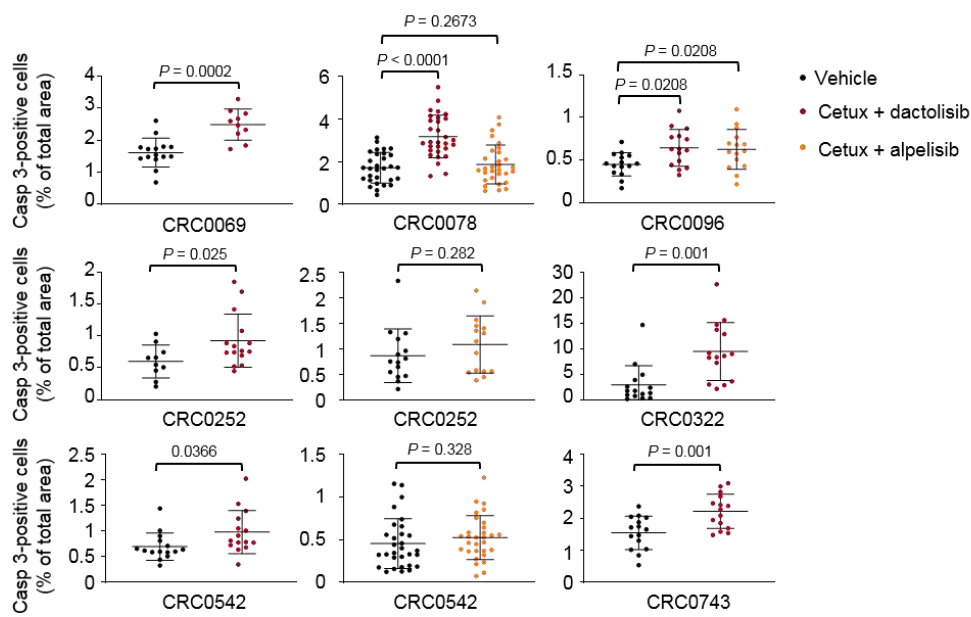 Casp 3-positive cells
(% of total area)
P = 0.0002
4
3
2
1
0
CRC0069
P = 0.2673
P < 0.0001
6
4
2
0
CRC0078
P = 0.0208
P = 0.0208
1.5
1.0
0.5
0
CRC0096
Vehicle
Cetux + dactolisib
Cetux + alpelisib
Casp 3-positive cells
(% of total area)
P = 0.025
2
1.5
1
0.5
0
CRC0252
P = 0.282
2.5
2
1.5
1
0.5
0
CRC0252
P = 0.001
30
25
20
15
10
5
0
CRC0322
Casp 3-positive cells
(% of total area)
0.0366
2.5
2
1.5
1
0.5
0
CRC0542
P = 0.328
1.5
1.0
0.5
0
CRC0542
P = 0.001
4
3
2
1
0
CRC0743